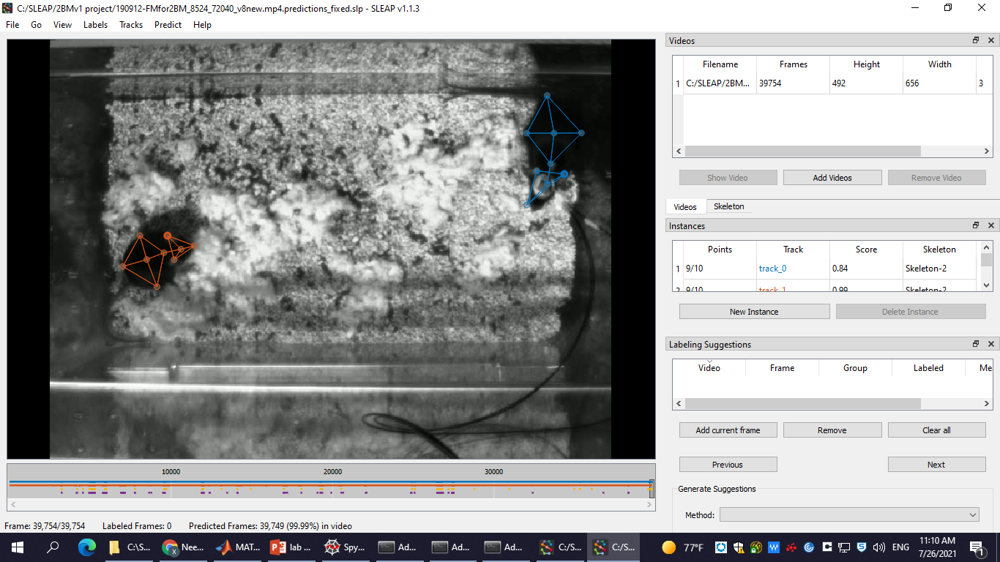 C:/SLEAP/2BMv1 project/190912-FMfor2BM_8524_72040_v8new.mp4.predictions_fixed.slp - SLEAP v1.1.3
File Go View Labels Tracks Predict Help
Videos
Filename Frames Height Width
1 C:/SLEAP/2BM... 39754 492 656 3
Show Video Add Videos Remove Video
Videos Skeleton
Instances
Points Track Score Skeleton
1 9/10 track_0 0.84 Skeleton-2
2 9/10 track_1 0.99 Skeleton-2
New Instance Delete Instance
Labeling Suggestions
Video Frame Group Labeled Me
Add current frame Remove Clear all
Previous Next
Generate Suggestions
Method:
10000 20000 30000
Frame: 39,754/39,754 Labeled Frames: 0 Predicted Frames: 39,749 (99.99%) in video
C:\S... Nee... MAT... lab ... Spy... Ad... Ad... Ad... C:/S... C:/S... 77°F ENG
11:10 AM
7/26/2021
1